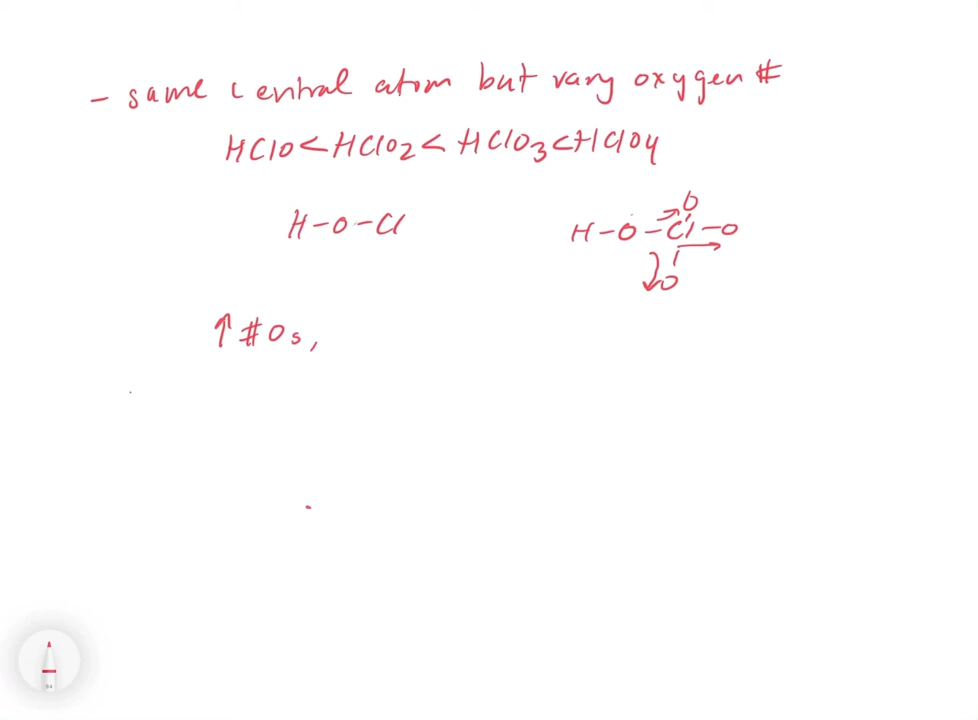 - same central atom but vary oxygen #
HClO < HClO2 < HClO3 < HClO4
H-O-Cl
O
H-O-Cl-O
O
↑ # Os,